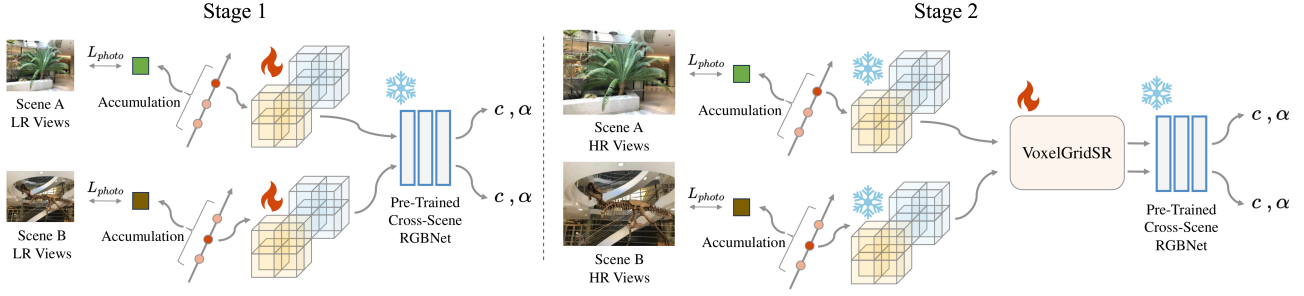 Stage 1
L_photo
Accumulation
Scene A
LR Views
c , α
L_photo
Accumulation
Scene B
LR Views
c , α
Pre-Trained
Cross-Scene
RGBNet
Stage 2
L_photo
Accumulation
Scene A
HR Views
VoxelGridSR
c , α
L_photo
Accumulation
Scene B
HR Views
c , α
Pre-Trained
Cross-Scene
RGBNet